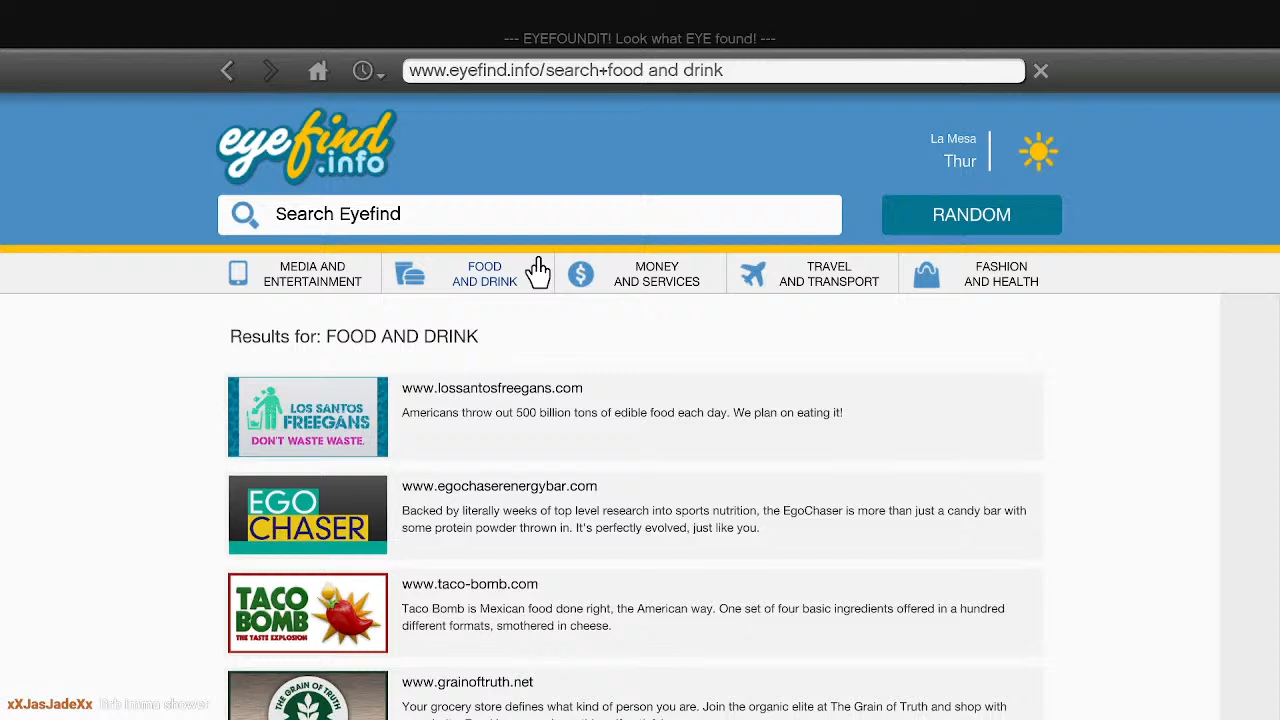 --- EYEFOUNDIT! Look what EYE found! ---
www.eyefind.info/search+food and drink
eyefind
.info
La Mesa
Thur
Search Eyefind
RANDOM
MEDIA AND
ENTERTAINMENT
FOOD
AND DRINK
MONEY
AND SERVICES
TRAVEL
AND TRANSPORT
FASHION
AND HEALTH
Results for: FOOD AND DRINK
LOS SANTOS
FREEGANS
DON'T WASTE WASTE.
www.lossantosfreegans.com
Americans throw out 500 billion tons of edible food each day. We plan on eating it!
EGO
CHASER
www.egochaserenergybar.com
Backed by literally weeks of top level research into sports nutrition, the EgoChaser is more than just a candy bar with
some protein powder thrown in. It's perfectly evolved, just like you.
TACO
BOMB
THE TASTE EXPLOSION
www.taco-bomb.com
Taco Bomb is Mexican food done right, the American way. One set of four basic ingredients offered in a hundred
different formats, smothered in cheese.
THE GRAIN OF TRUTH
www.grainoftruth.net
Your grocery store defines what kind of person you are. Join the organic elite at The Grain of Truth and shop with
xXJasJadeXx Brb imma shower